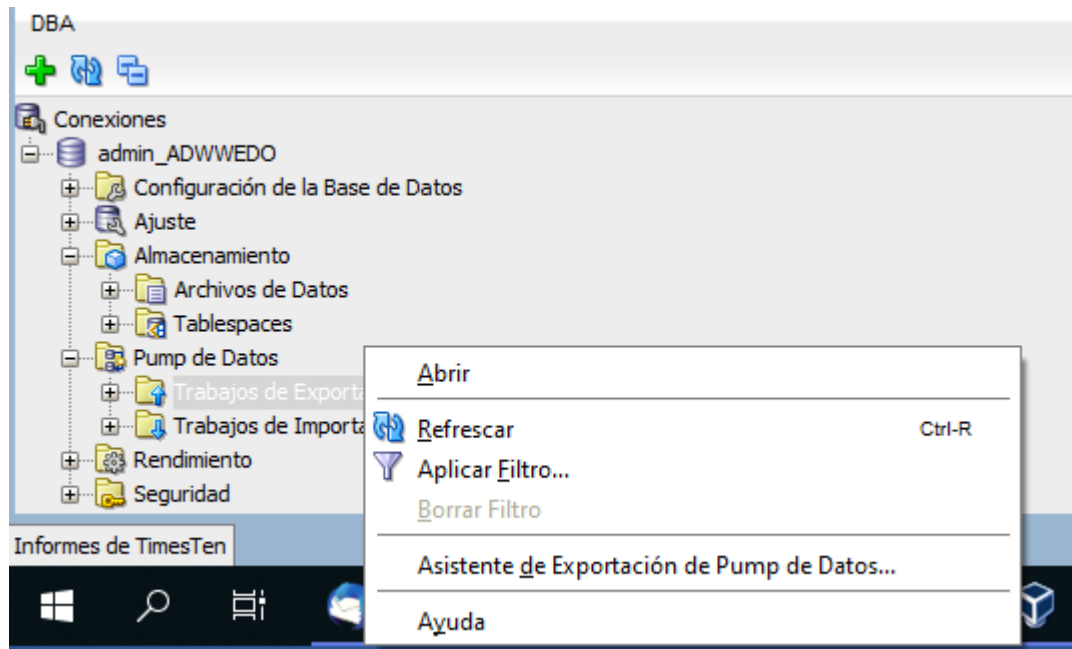 DBA
Conexiones
admin_ADWWEDO
Configuración de la Base de Datos
Ajuste
Almacenamiento
Archivos de Datos
Tablespaces
Pump de Datos
Trabajos de Exporta
Trabajos de Importa
Rendimiento
Seguridad
Abrir
Refrescar Ctrl-R
Aplicar Filtro...
Borrar Filtro
Asistente de Exportación de Pump de Datos...
Ayuda
Informes de TimesTen